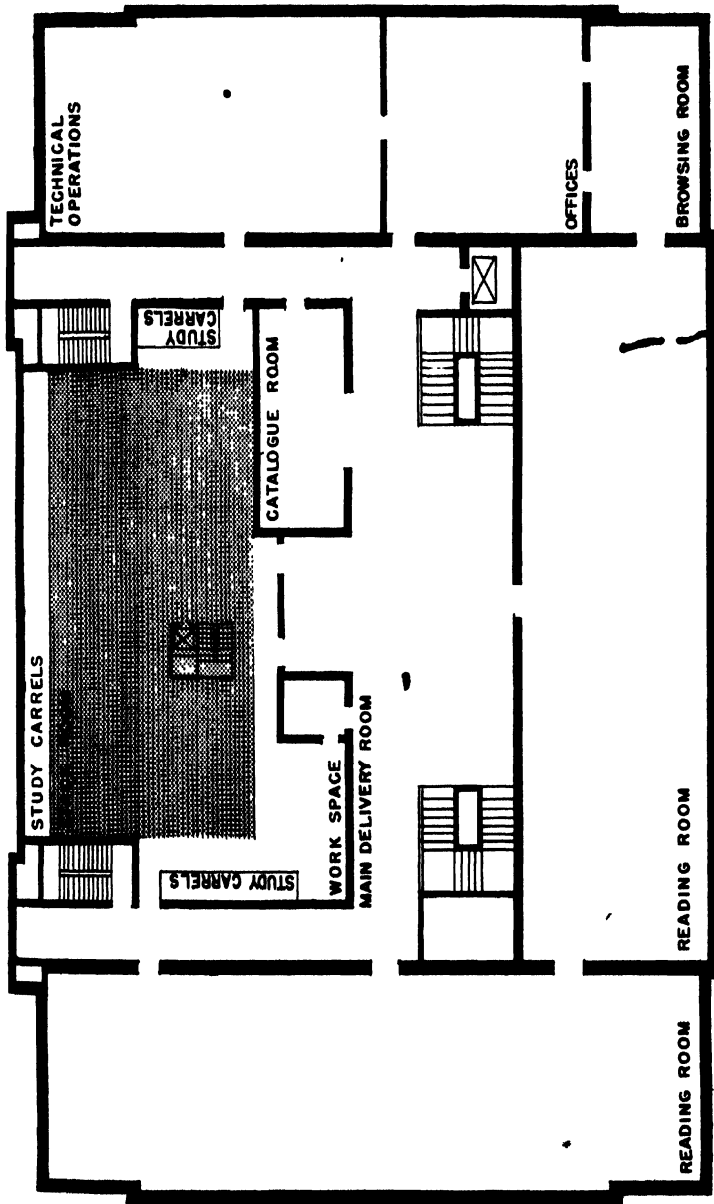 TECHNICAL
OPERATIONS
OFFICES
BROWSING ROOM
STUDY
CARRELS
CATALOGUE ROOM
STUDY CARRELS
WORK SPACE
MAIN DELIVERY ROOM
STUDY CARRELS
READING ROOM
READING ROOM